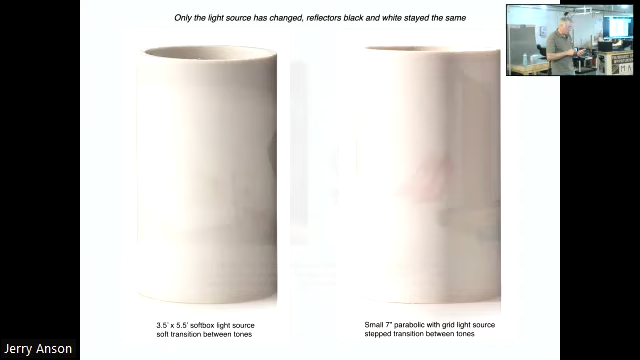 Only the light source has changed, reflectors black and white stayed the same
3.5' x 5.5' softbox light source
soft transition between tones
Small 7" parabolic with grid light source
stepped transition between tones
Jerry Anson